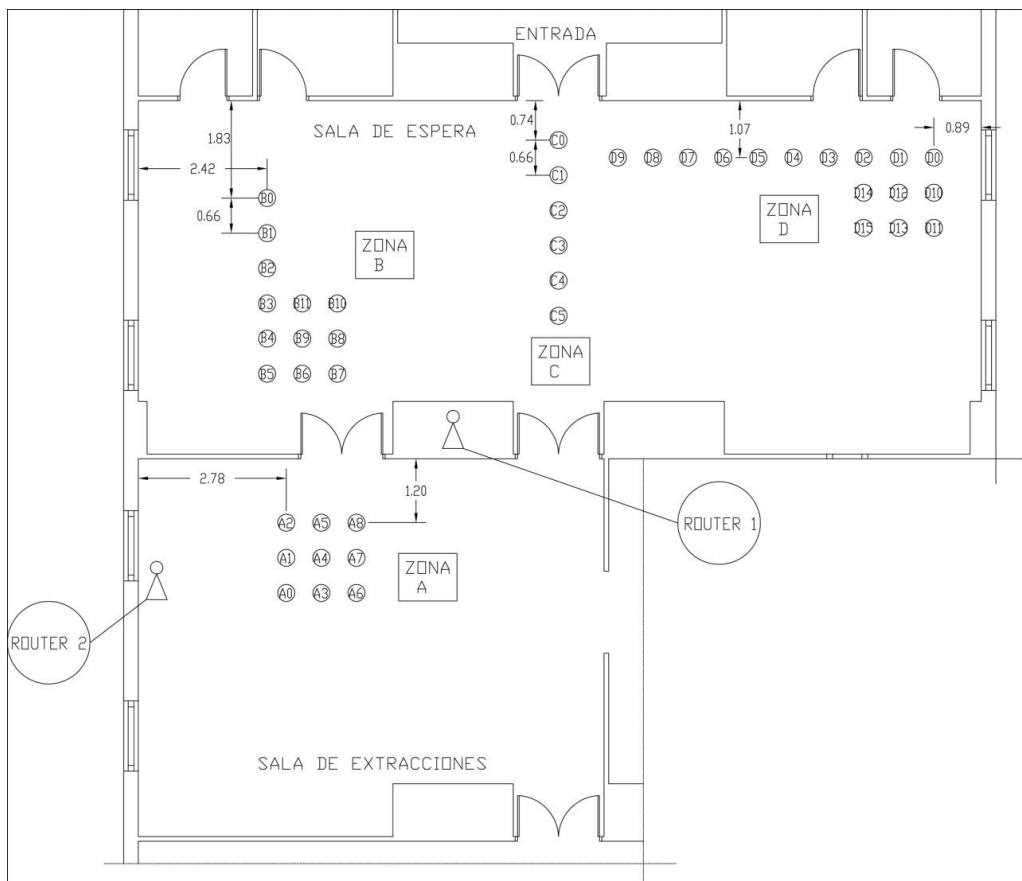 ENTRADA
SALA DE ESPERA
0.74
1.07
0.89
1.83
C0
D9 D8 D7 D6 D5 D4 D3 D2 D1 D0
0.66
2.42
C1
B0
D14 D12 D10
0.66
C2
ZONA
D
D15 D13 D11
B1
ZONA
B
C3
B2
C4
B3 B11 B10
C5
B4 B9 B8
ZONA
C
B5 B6 B7
2.78
1.20
A2 A5 A8
ROUTER 1
A1 A4 A7
ZONA
A
A0 A3 A6
ROUTER 2
SALA DE EXTRACCIONES